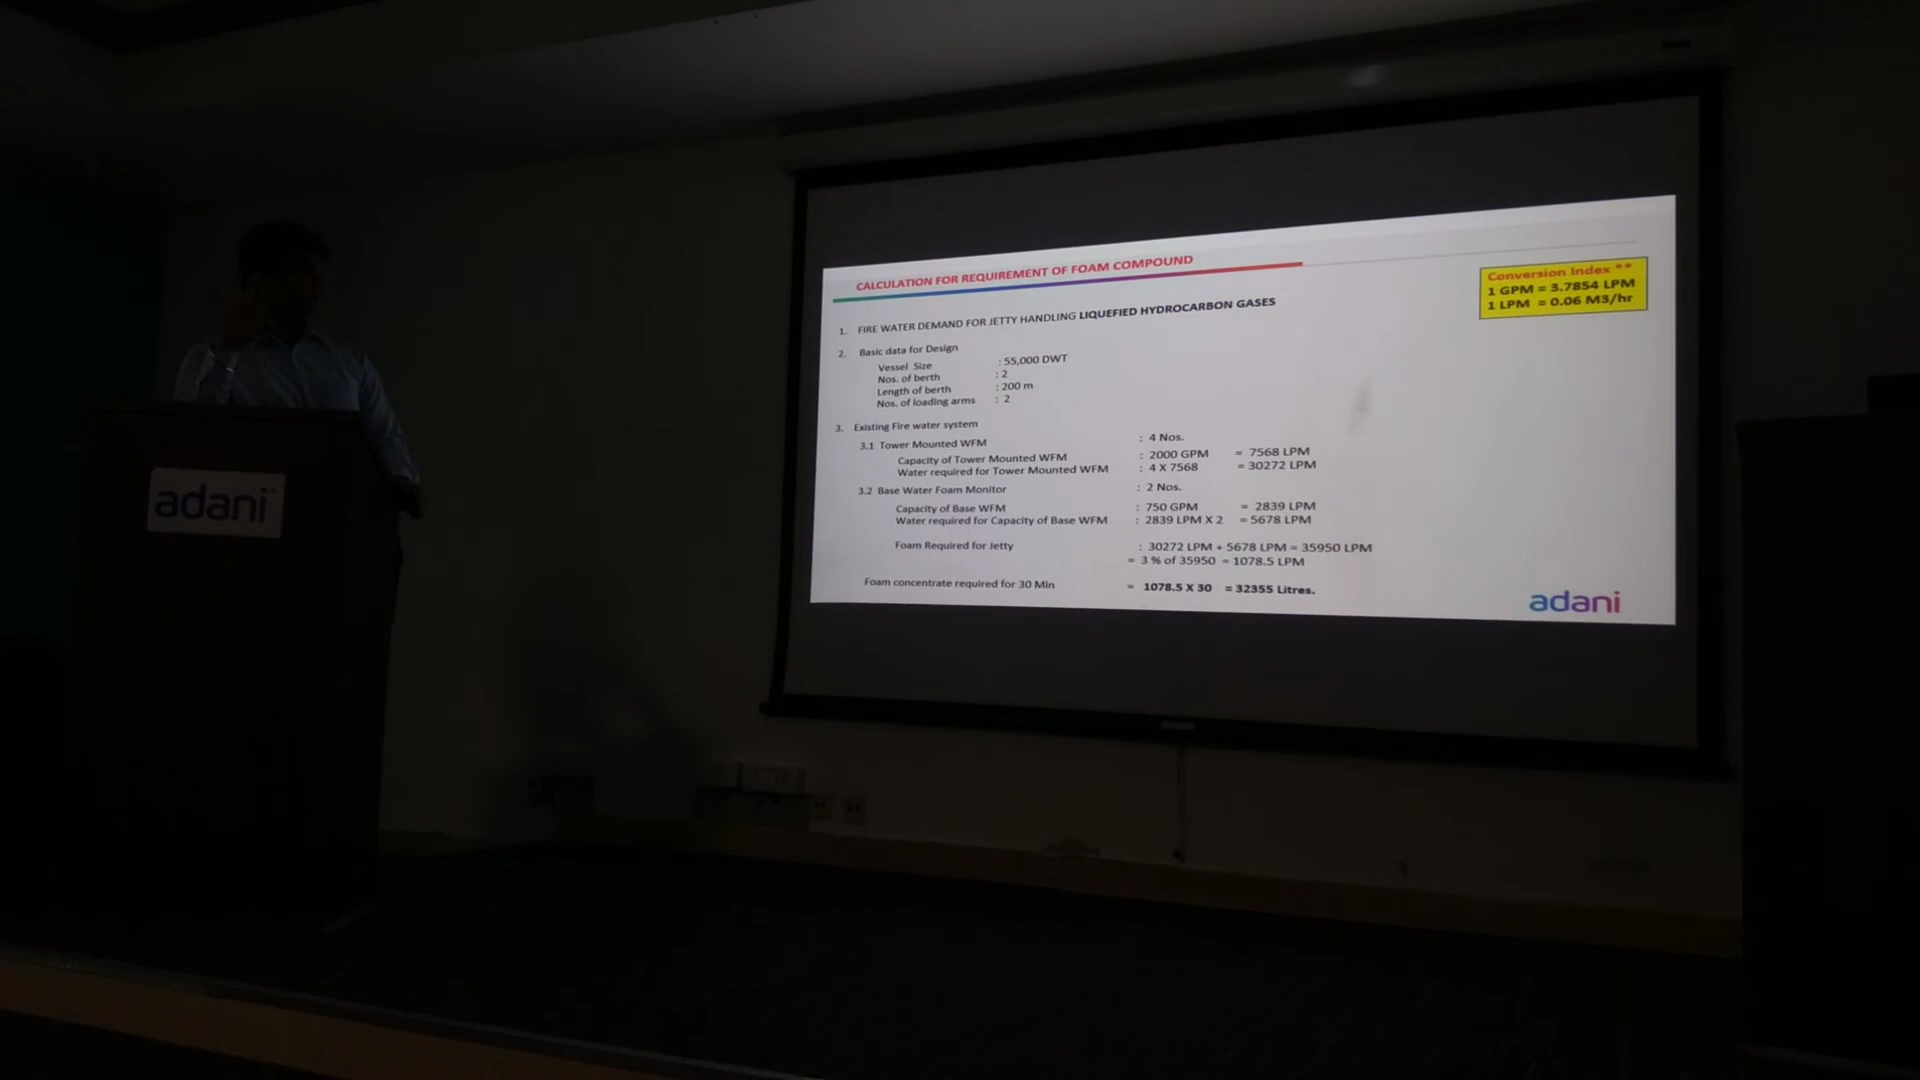 CALCULATION FOR REQUIREMENT OF FOAM COMPOUND
Conversion Index **
1 GPM = 3.7854 LPM
1 LPM = 0.06 M3/hr
1. FIRE WATER DEMAND FOR JETTY HANDLING LIQUEFIED HYDROCARBON GASES
2. Basic data for Design
Vessel Size : 55,000 DWT
Nos. of berth : 2
Length of berth : 200 m
Nos. of loading arms : 2
3. Existing Fire water system
3.1 Tower Mounted WFM : 4 Nos.
Capacity of Tower Mounted WFM : 2000 GPM = 7568 LPM
Water required for Tower Mounted WFM : 4 X 7568 = 30272 LPM
3.2 Base Water Foam Monitor : 2 Nos.
Capacity of Base WFM : 750 GPM = 2839 LPM
Water required for Capacity of Base WFM : 2839 LPM X 2 = 5678 LPM
Foam Required for Jetty : 30272 LPM + 5678 LPM = 35950 LPM
= 3 % of 35950 = 1078.5 LPM
Foam concentrate required for 30 Min = 1078.5 X 30 = 32355 Litres.
adani
adani